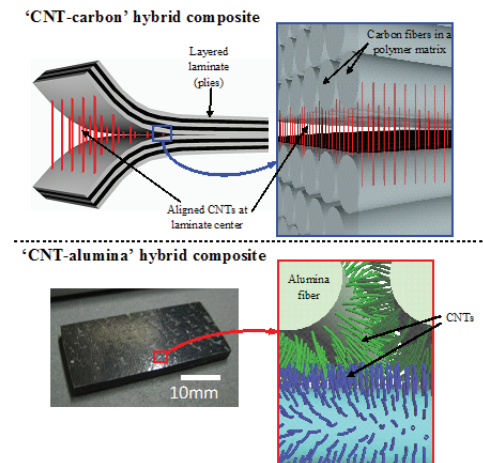 ‘CNT-carbon’ hybrid composite
Layered
laminate
(plies)
Carbon fibers in a
polymer matrix
Aligned CNTs at
laminate center
‘CNT-alumina’ hybrid composite
Alumina
fiber
CNTs
10mm